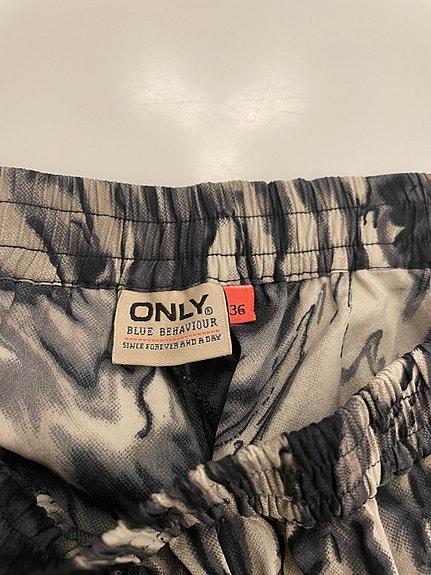 ONLY®
BLUE BEHAVIOUR
SINCE FOREVER AND A DAY
36